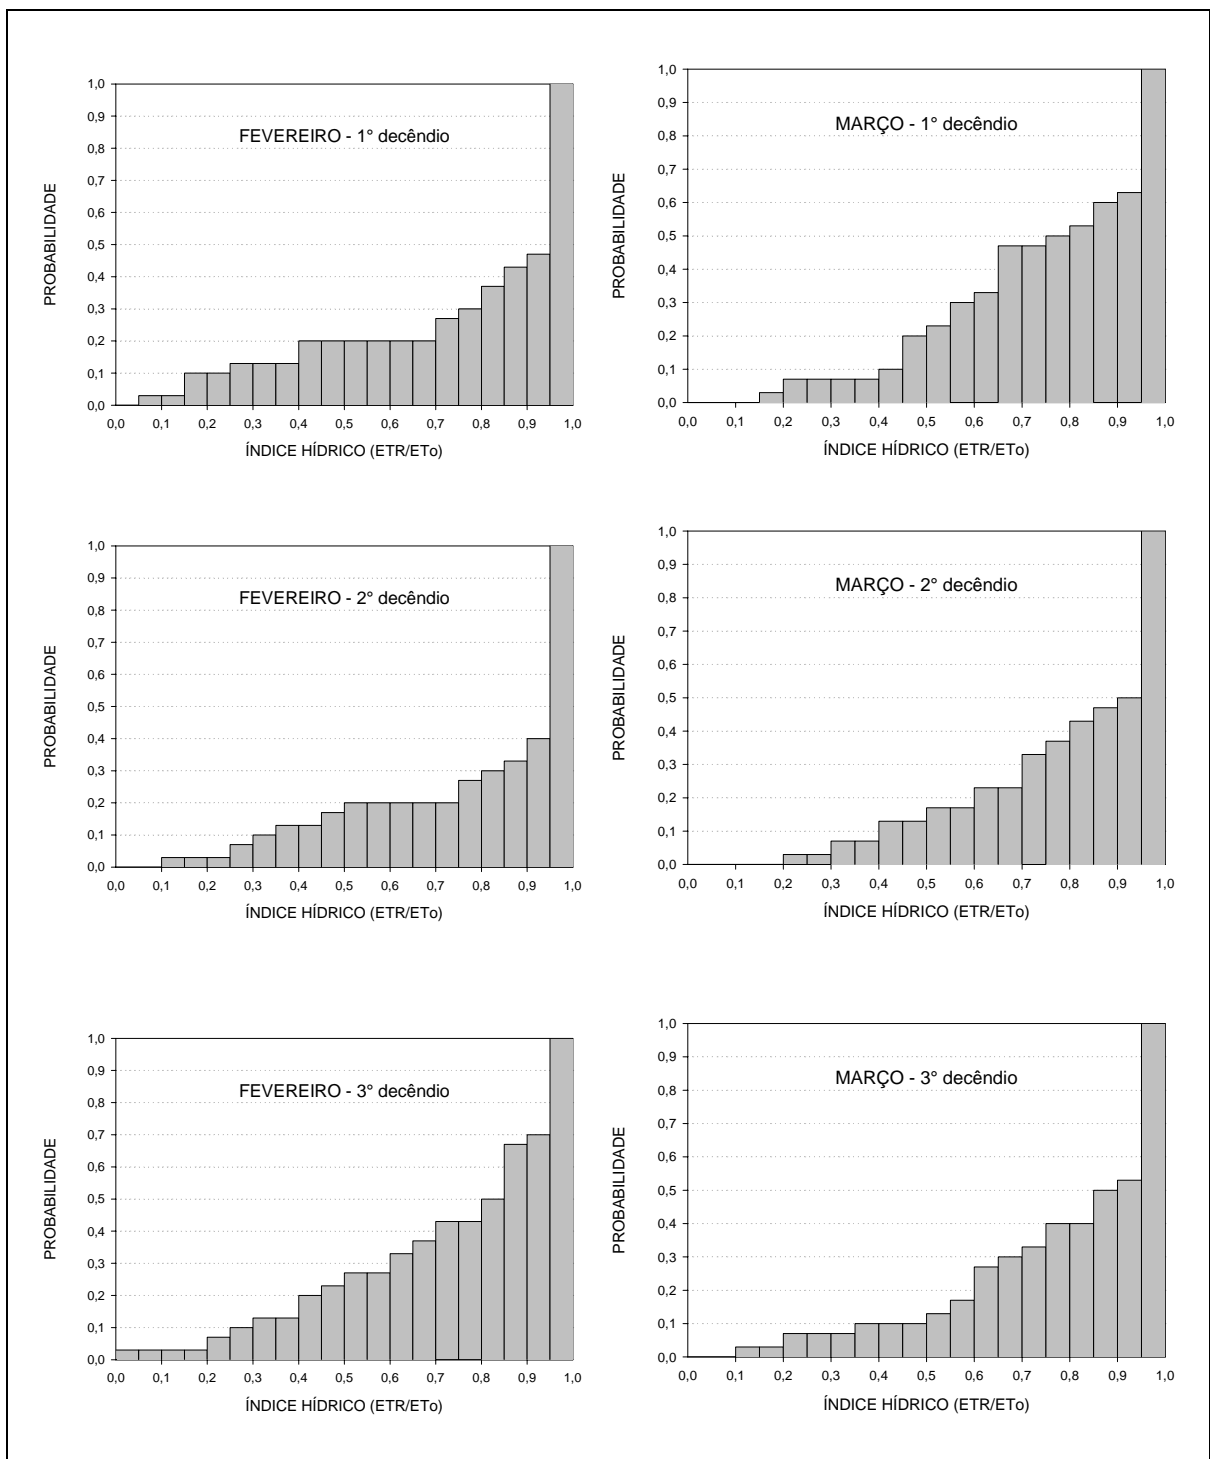 FEVEREIRO - 1° decêndio
PROBABILIDADE
1,0
0,9
0,8
0,7
0,6
0,5
0,4
0,3
0,2
0,1
0,0
0,0 0,1 0,2 0,3 0,4 0,5 0,6 0,7 0,8 0,9 1,0
ÍNDICE HÍDRICO (ETR/ETo)
MARÇO - 1° decêndio
PROBABILIDADE
1,0
0,9
0,8
0,7
0,6
0,5
0,4
0,3
0,2
0,1
0,0
0,0 0,1 0,2 0,3 0,4 0,5 0,6 0,7 0,8 0,9 1,0
ÍNDICE HÍDRICO (ETR/ETo)
FEVEREIRO - 2° decêndio
PROBABILIDADE
1,0
0,9
0,8
0,7
0,6
0,5
0,4
0,3
0,2
0,1
0,0
0,0 0,1 0,2 0,3 0,4 0,5 0,6 0,7 0,8 0,9 1,0
ÍNDICE HÍDRICO (ETR/ETo)
MARÇO - 2° decêndio
PROBABILIDADE
1,0
0,9
0,8
0,7
0,6
0,5
0,4
0,3
0,2
0,1
0,0
0,0 0,1 0,2 0,3 0,4 0,5 0,6 0,7 0,8 0,9 1,0
ÍNDICE HÍDRICO (ETR/ETo)
FEVEREIRO - 3° decêndio
PROBABILIDADE
1,0
0,9
0,8
0,7
0,6
0,5
0,4
0,3
0,2
0,1
0,0
0,0 0,1 0,2 0,3 0,4 0,5 0,6 0,7 0,8 0,9 1,0
ÍNDICE HÍDRICO (ETR/ETo)
MARÇO - 3° decêndio
PROBABILIDADE
1,0
0,9
0,8
0,7
0,6
0,5
0,4
0,3
0,2
0,1
0,0
0,0 0,1 0,2 0,3 0,4 0,5 0,6 0,7 0,8 0,9 1,0
ÍNDICE HÍDRICO (ETR/ETo)